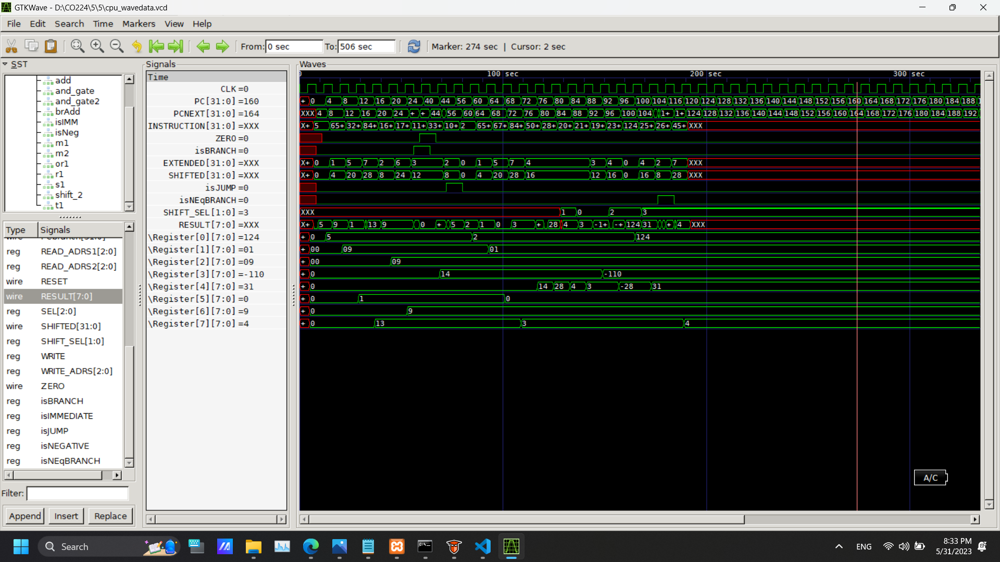 GTKWave - D:\CO224\5\5\cpu_wavedata.vcd
File Edit Search Time Markers View Help
From: 0 sec To: 506 sec Marker: 274 sec | Cursor: 2 sec
SST
add
and_gate
and_gate2
brAdd
isIMM
isNeg
m1
m2
or1
r1
s1
shift_2
t1
Type Signals
reg READ_ADRS1[2:0]
reg READ_ADRS2[2:0]
wire RESET
wire RESULT[7:0]
reg SEL[2:0]
wire SHIFTED[31:0]
reg SHIFT_SEL[1:0]
reg WRITE
reg WRITE_ADRS[2:0]
wire ZERO
reg isBRANCH
reg isIMMEDIATE
reg isJUMP
reg isNEGATIVE
reg isNEqBRANCH
Filter:
Append Insert Replace
Signals
Time
CLK =0
PC[31:0] =160
PCNEXT[31:0] =164
INSTRUCTION[31:0] =XXX
ZERO =0
isBRANCH =0
EXTENDED[31:0] =XXX
SHIFTED[31:0] =XXX
isJUMP =0
isNEqBRANCH =0
SHIFT_SEL[1:0] =3
RESULT[7:0] =XXX
\Register[0][7:0] =124
\Register[1][7:0] =01
\Register[2][7:0] =09
\Register[3][7:0] =-110
\Register[4][7:0] =31
\Register[5][7:0] =0
\Register[6][7:0] =9
\Register[7][7:0] =4
Waves
100 sec 200 sec 300 sec
+ 0 4 8 12 16 20 24 40 44 56 60 64 68 72 76 80 84 88 92 96 100 104 116 120 124 128 132 136 140 144 148 152 156 160 164 168 172 176 180 184 188
XXX 4 8 12 16 20 24 + + 44 56 60 64 68 72 76 80 84 88 92 96 100 104 1+ 1+ 124 128 132 136 140 144 148 152 156 160 164 168 172 176 180 184 188 192
X+ 5 65+ 32+ 84+ 16+ 17+ 11+ 33+ 10+ 2 65+ 67+ 84+ 50+ 28+ 20+ 21+ 19+ 23+ 124 25+ 26+ 45+ XXX
X+ 0 1 5 7 2 6 3 2 0 1 5 7 4 3 4 0 4 2 7 XXX
X+ 0 4 20 28 8 24 12 8 0 4 20 28 16 12 16 0 16 8 28 XXX
XXX 1 0 2 3
X+ 5 9 1 13 9 0 + 5 2 1 0 3 + 28 4 3 -1+ -+ 124 31 + 4 XXX
+ 0 5 2 124
+ 00 09 01
+ 00 09
+ 0 14 -110
+ 0 14 28 4 3 -28 31
+ 0 1 0
+ 0 9
+ 0 13 3 4
A/C
Search
ENG
8:33 PM
5/31/2023